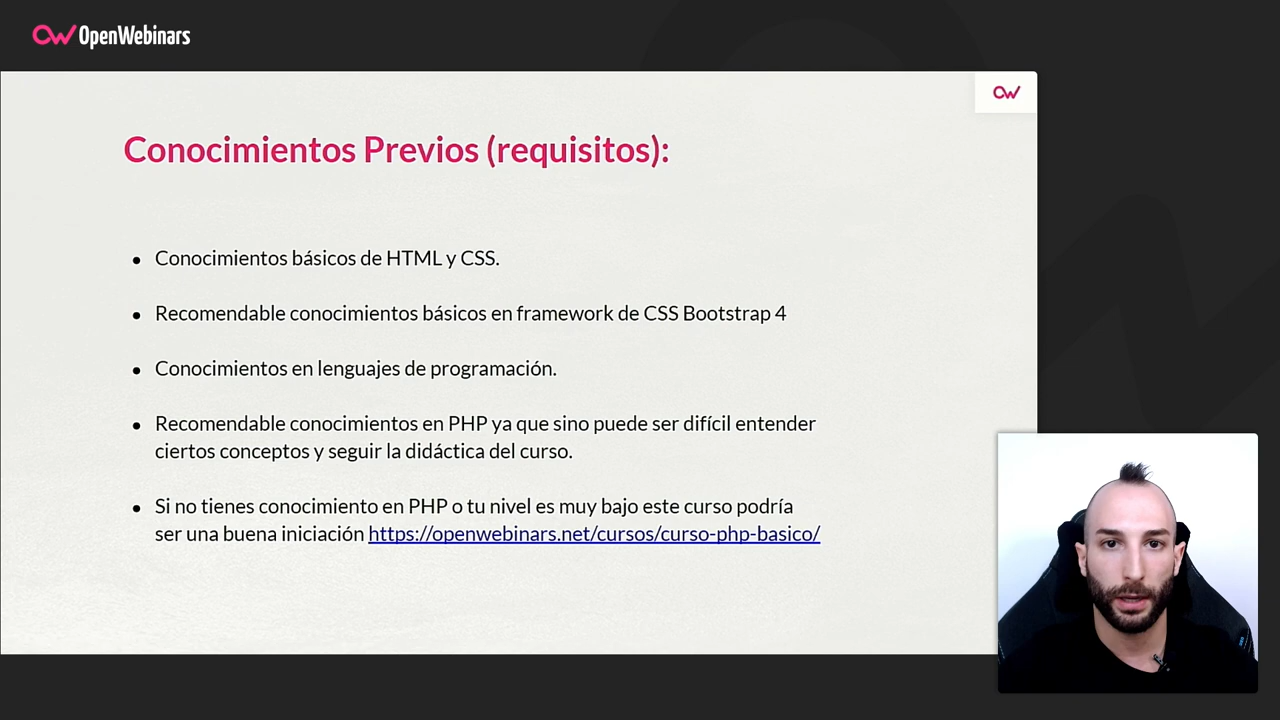 OpenWebinars
Conocimientos Previos (requisitos):
● Conocimientos básicos de HTML y CSS.
● Recomendable conocimientos básicos en framework de CSS Bootstrap 4
● Conocimientos en lenguajes de programación.
● Recomendable conocimientos en PHP ya que sino puede ser difícil entender
ciertos conceptos y seguir la didáctica del curso.
● Si no tienes conocimiento en PHP o tu nivel es muy bajo este curso podría
ser una buena iniciación https://openwebinars.net/cursos/curso-php-basico/